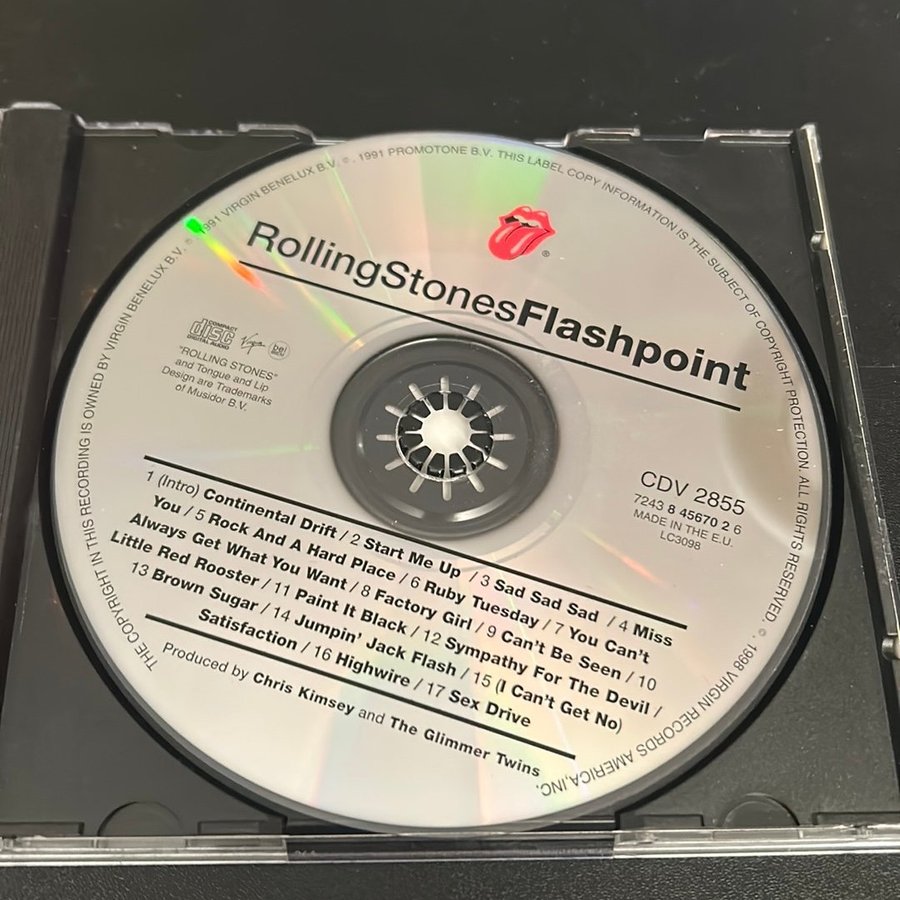 THE COPYRIGHT IN THIS RECORDING IS OWNED BY VIRGIN BENELUX B.V. ℗ 1991 VIRGIN BENELUX B.V. © . 1991 PROMOTONE B.V. THIS LABEL COPY INFORMATION IS THE SUBJECT OF COPYRIGHT PROTECTION. ALL RIGHTS RESERVED. © . 1998 VIRGIN RECORDS AMERICA, INC.
®
RollingStonesFlashpoint
COMPACT
disc
DIGITAL AUDIO
Virgin
"ROLLING STONES"
and Tongue and Lip
Design are Trademarks
of Musidor B.V.
CDV 2855
7243 8 45670 2 6
MADE IN THE E.U.
LC3098
1 (Intro) Continental Drift / 2 Start Me Up / 3 Sad Sad Sad / 4 Miss
You / 5 Rock And A Hard Place / 6 Ruby Tuesday / 7 You Can't
Always Get What You Want / 8 Factory Girl / 9 Can't Be Seen / 10
Little Red Rooster / 11 Paint It Black / 12 Sympathy For The Devil /
13 Brown Sugar / 14 Jumpin' Jack Flash / 15 (I Can't Get No)
Satisfaction / 16 Highwire / 17 Sex Drive
Produced by Chris Kimsey and The Glimmer Twins